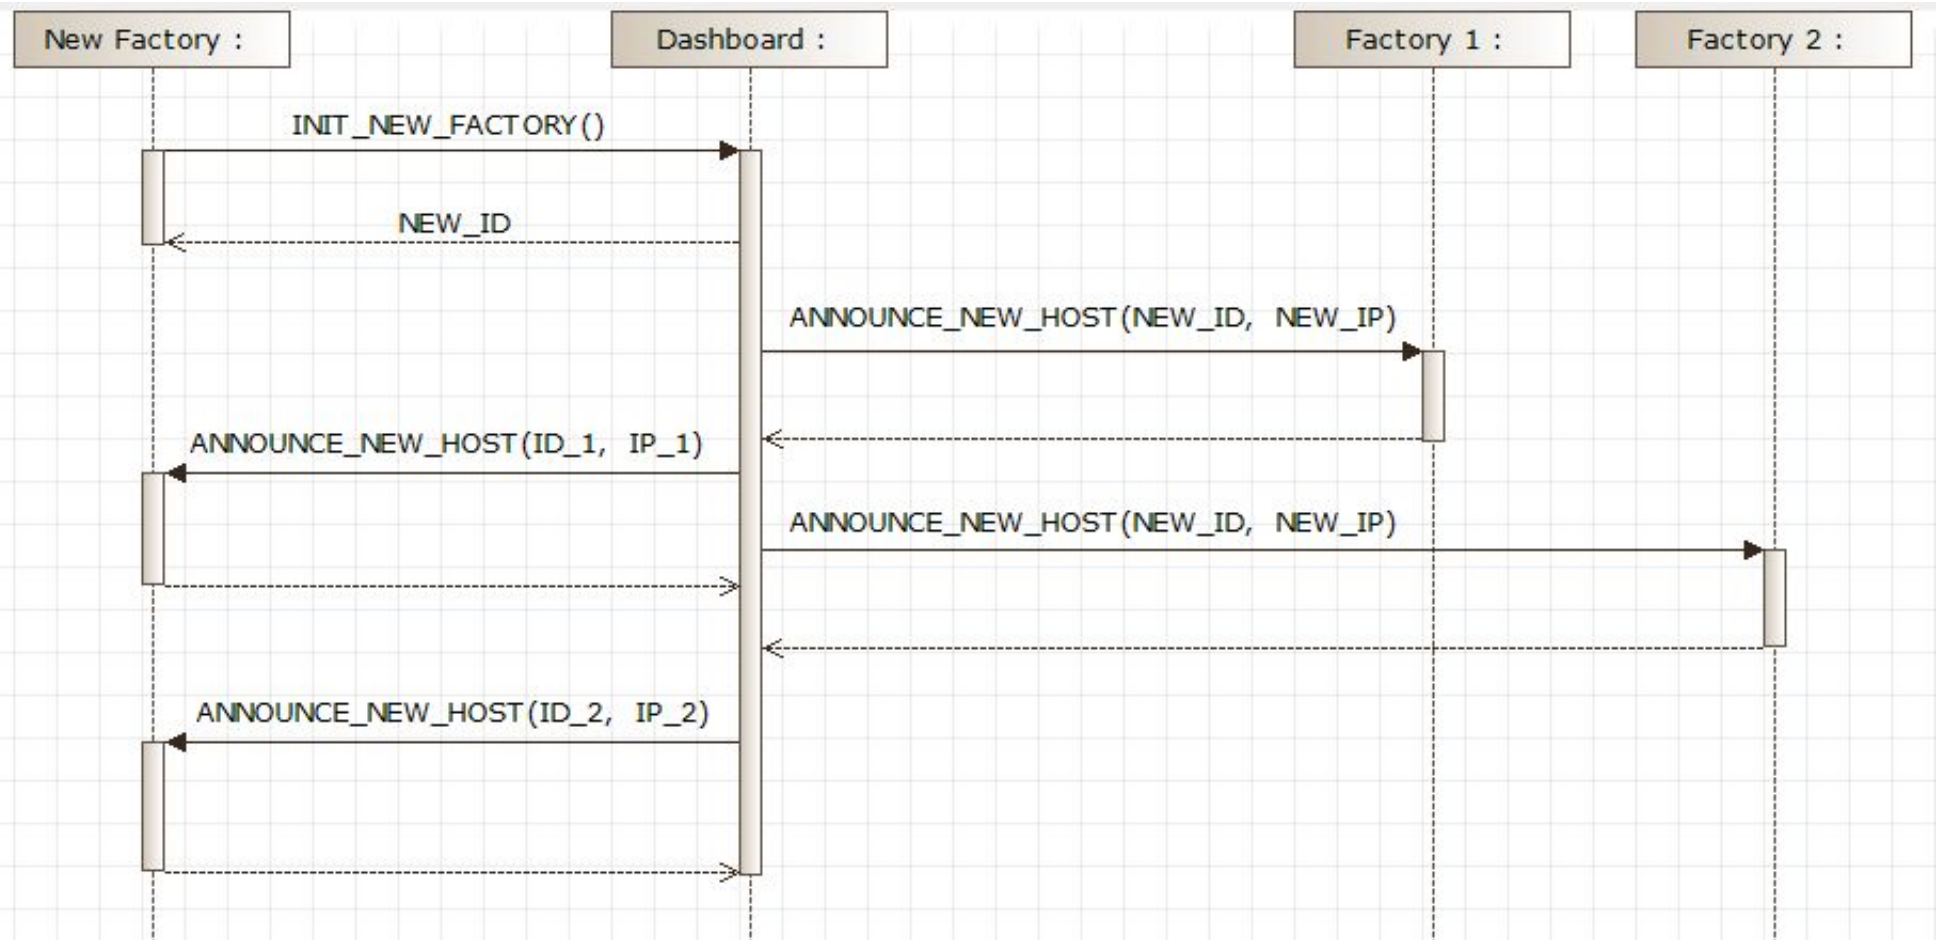 New Factory :
Dashboard :
Factory 1 :
Factory 2 :
INIT_NEW_FACTORY()
NEW_ID
ANNOUNCE_NEW_HOST(NEW_ID, NEW_IP)
ANNOUNCE_NEW_HOST(ID_1, IP_1)
ANNOUNCE_NEW_HOST(NEW_ID, NEW_IP)
ANNOUNCE_NEW_HOST(ID_2, IP_2)